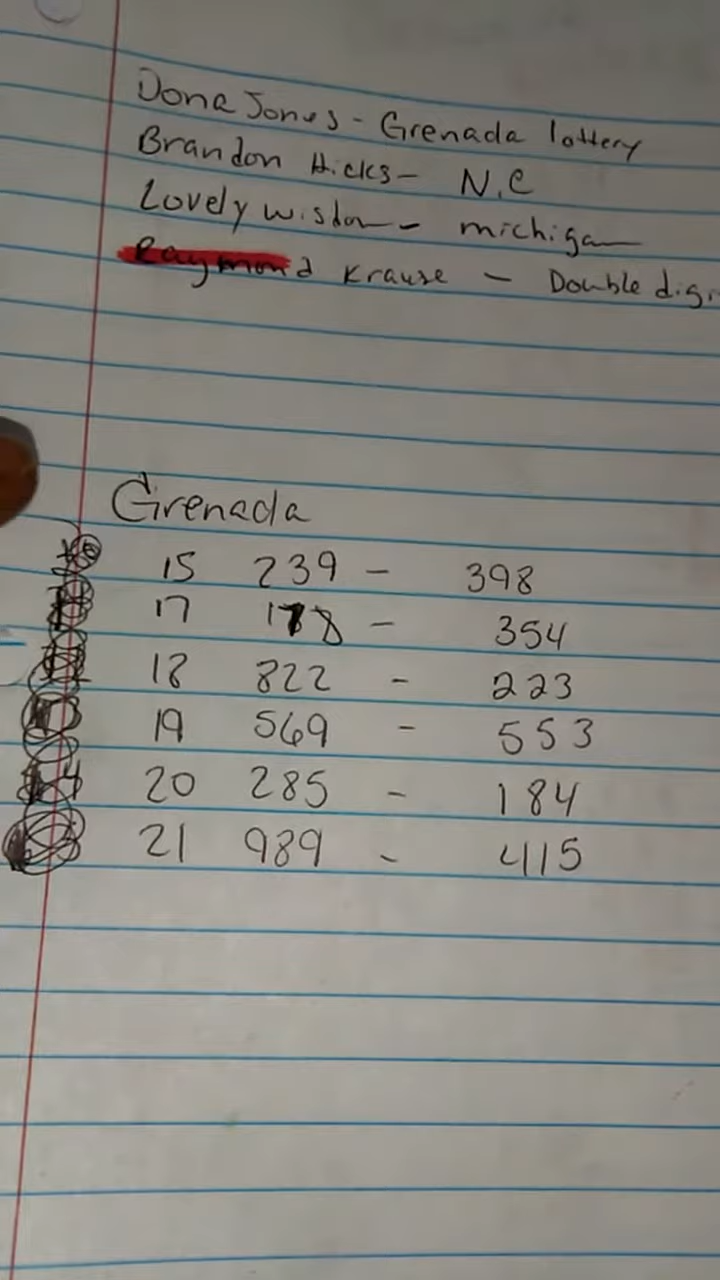 Dona Jones - Grenada lottery
Brandon Hicks - N.C
Lovely wisdom - michigan
Raymond Krause - Double digi
Grenada
15 239 - 398
17 178 - 354
18 822 - 223
19 569 - 553
20 285 - 184
21 989 - 415